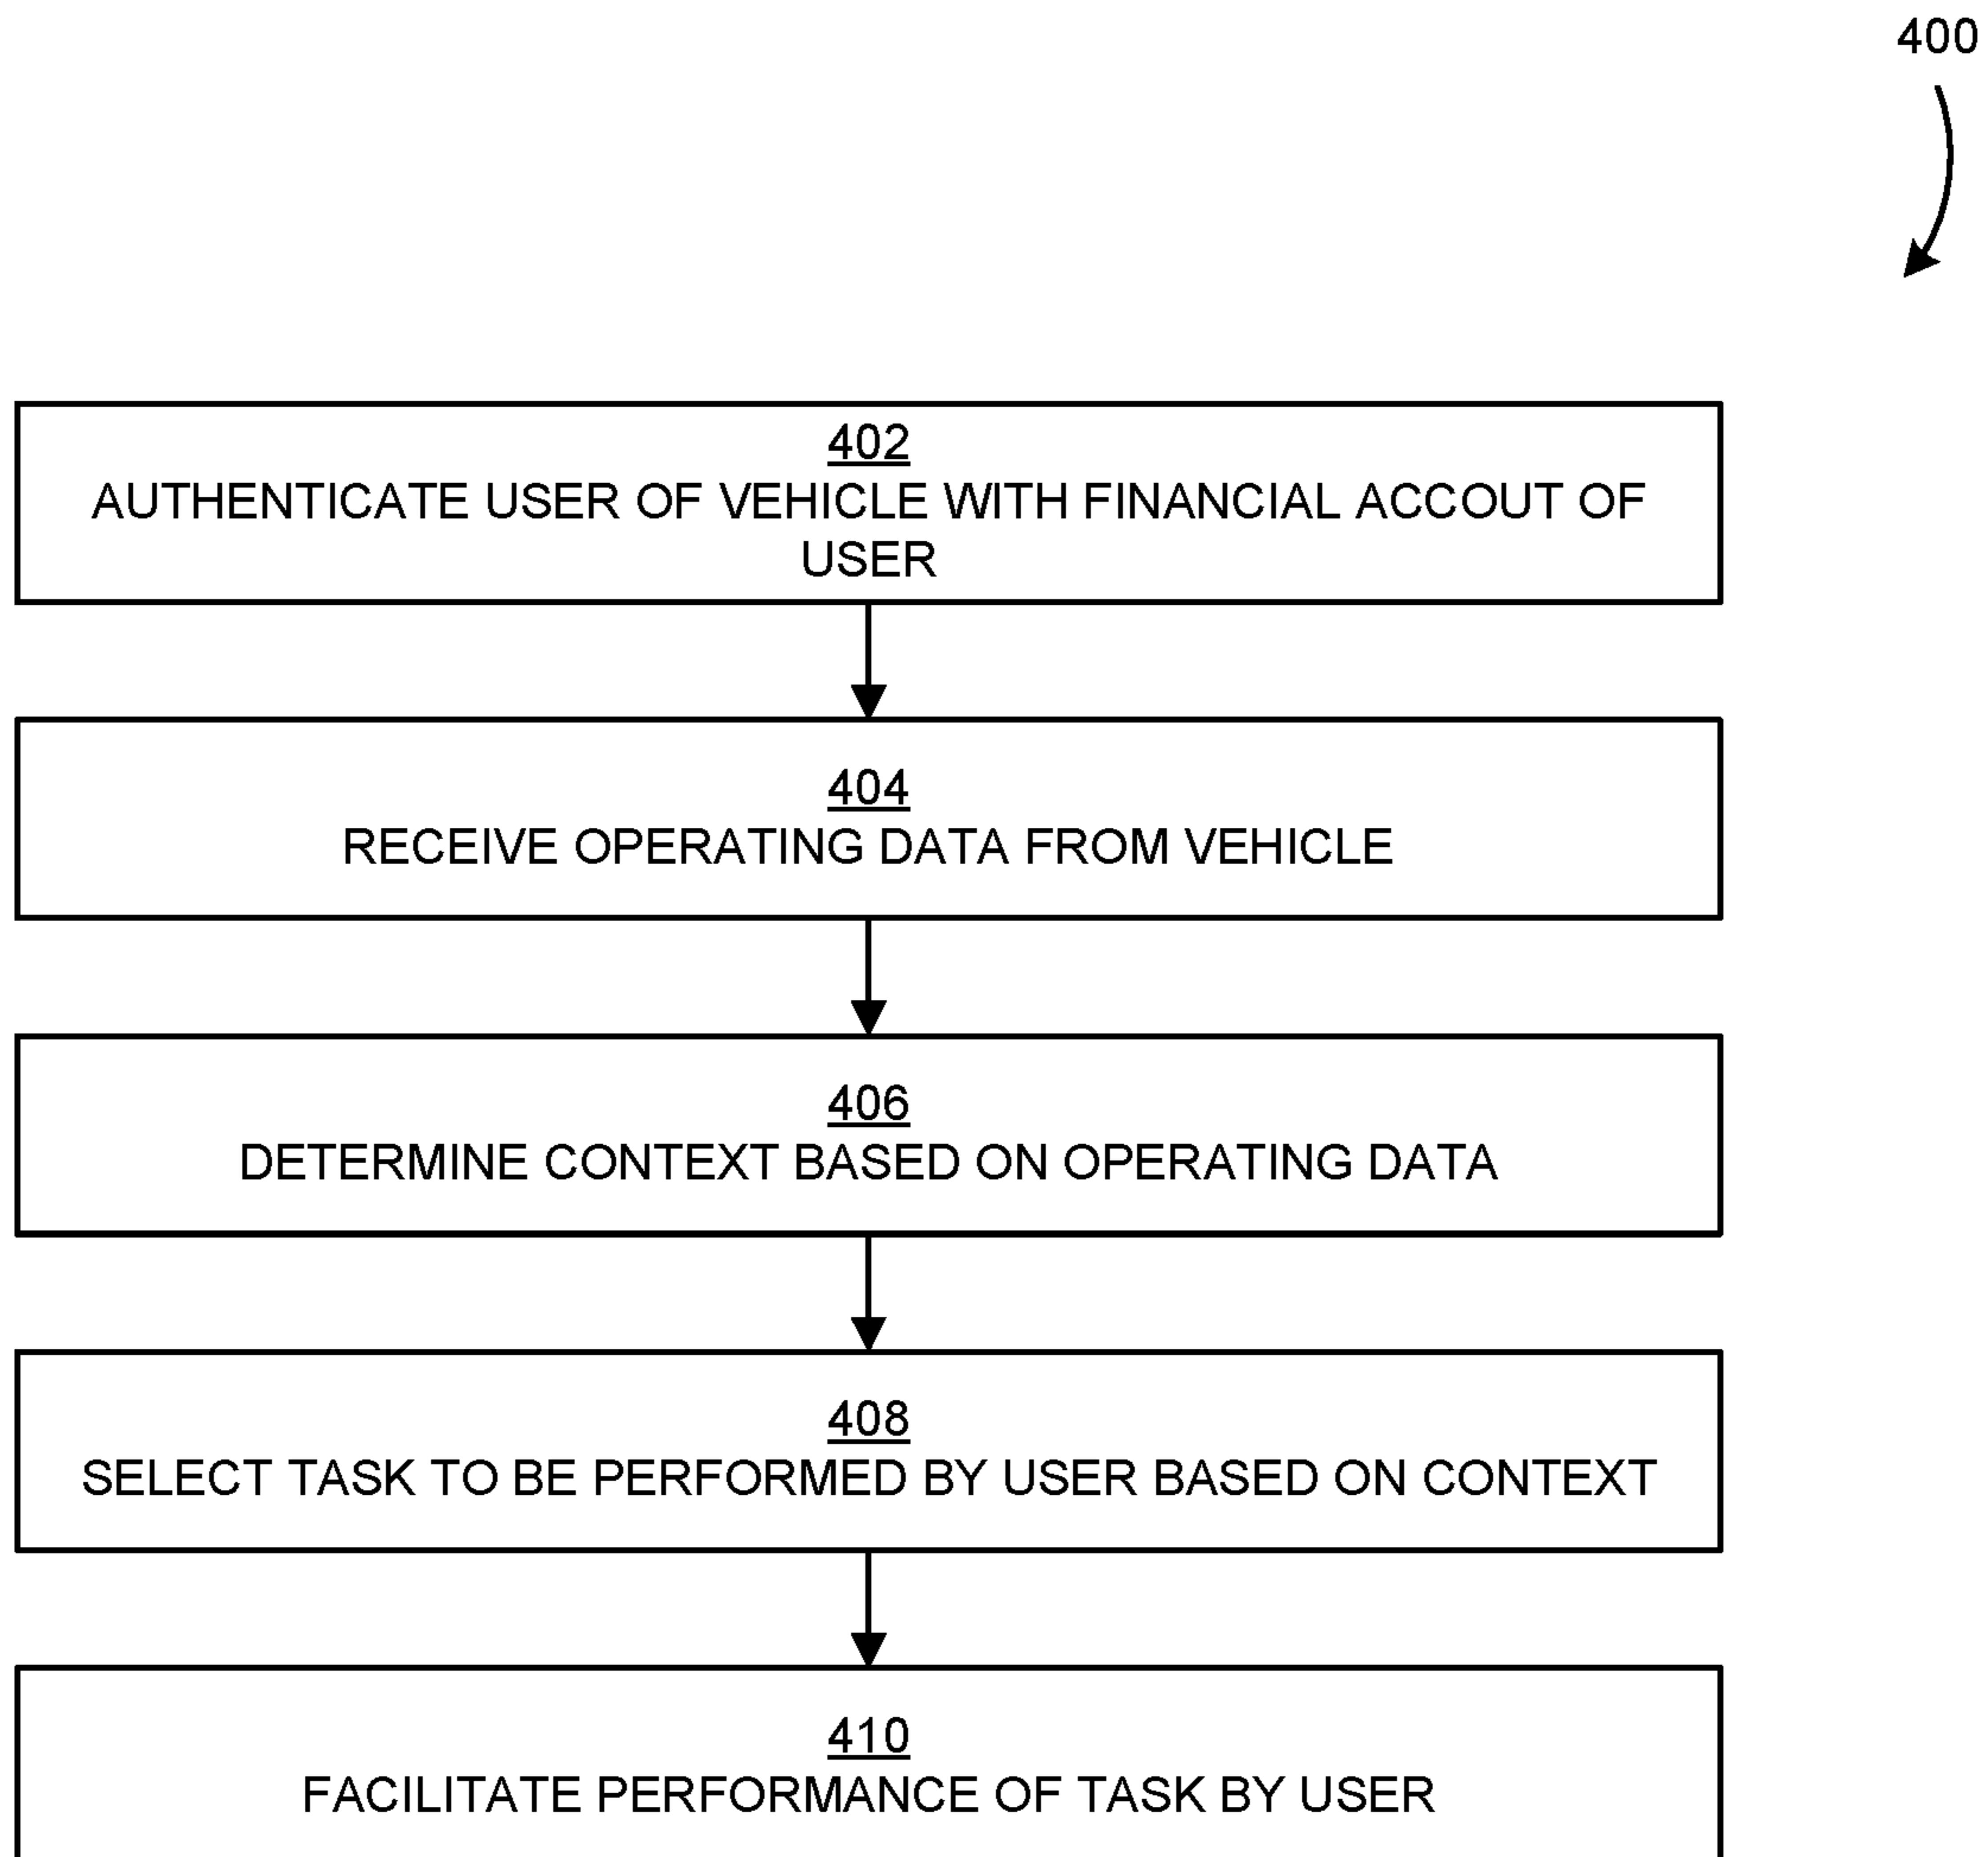 400
402
AUTHENTICATE USER OF VEHICLE WITH FINANCIAL ACCOUT OF
USER
404
RECEIVE OPERATING DATA FROM VEHICLE
406
DETERMINE CONTEXT BASED ON OPERATING DATA
408
SELECT TASK TO BE PERFORMED BY USER BASED ON CONTEXT
410
FACILITATE PERFORMANCE OF TASK BY USER